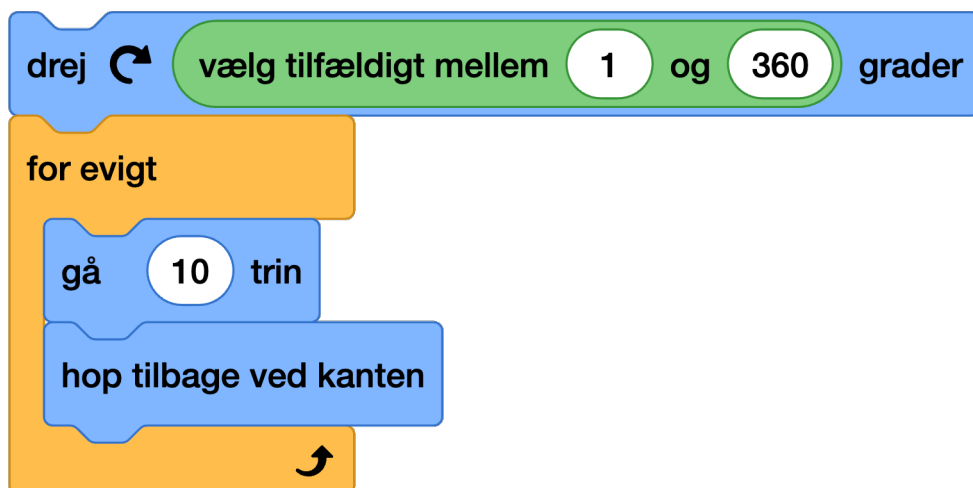 drej vælg tilfældigt mellem 1 og 360 grader
for evigt
gå 10 trin
hop tilbage ved kanten